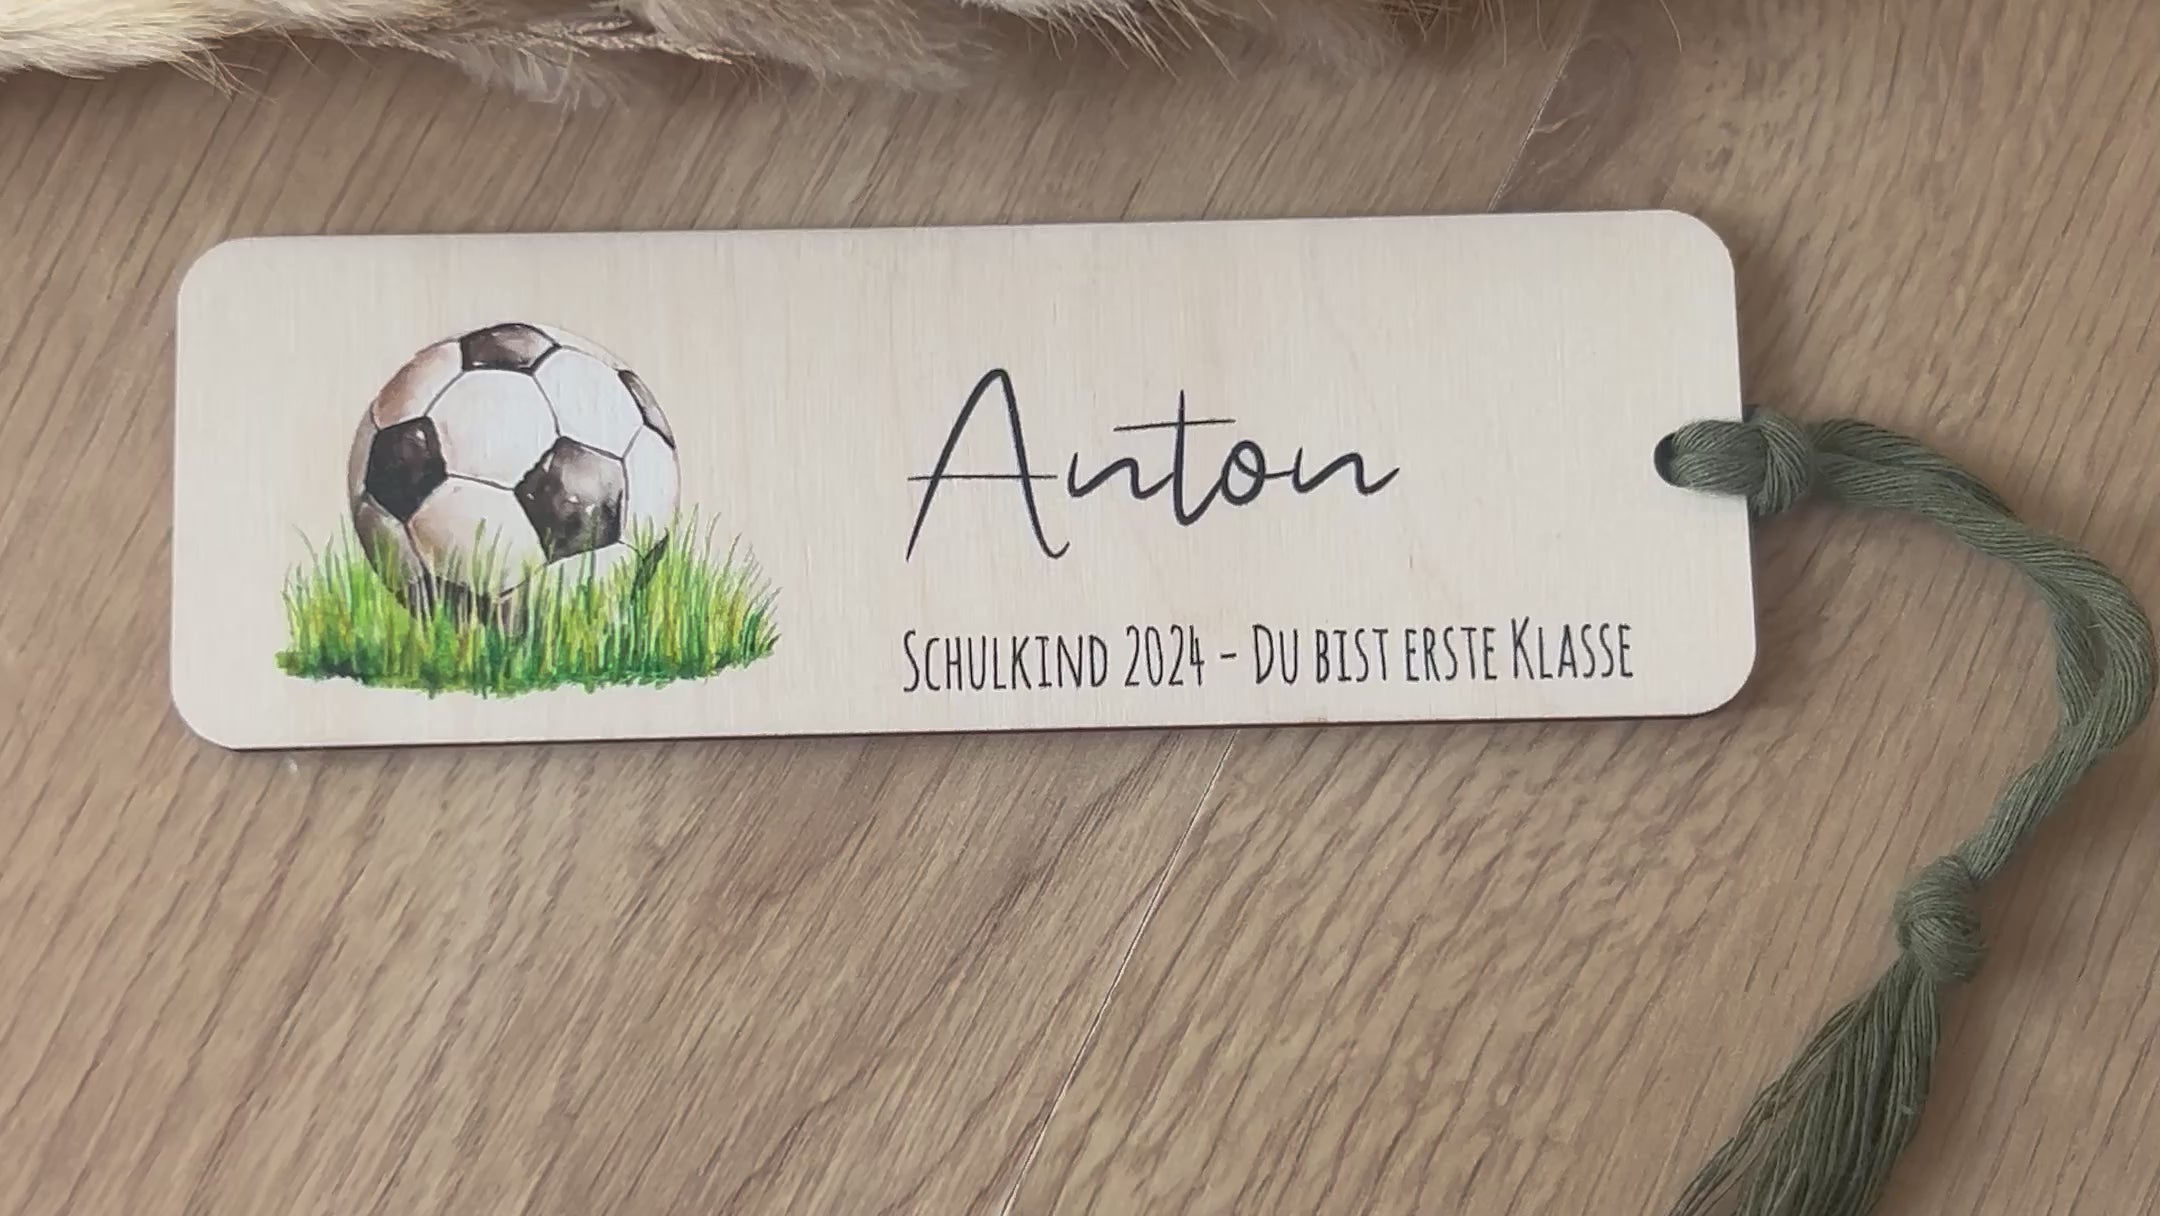 Anton
SCHULKIND 2024 - DU BIST ERSTE KLASSE